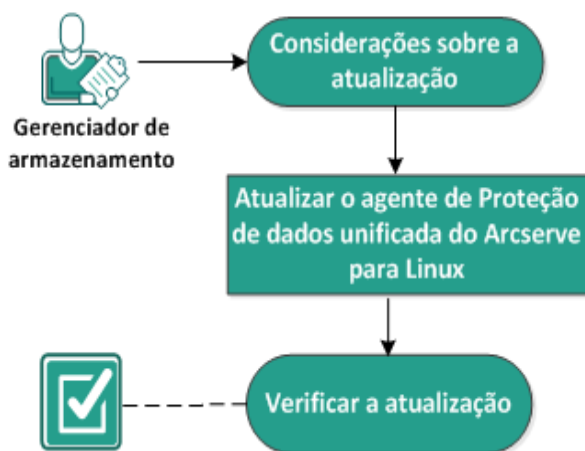 Considerações sobre a
atualização
Gerenciador de
armazenamento
Atualizar o agente de Proteção
de dados unificada do Arcserve
para Linux
Verificar a atualização